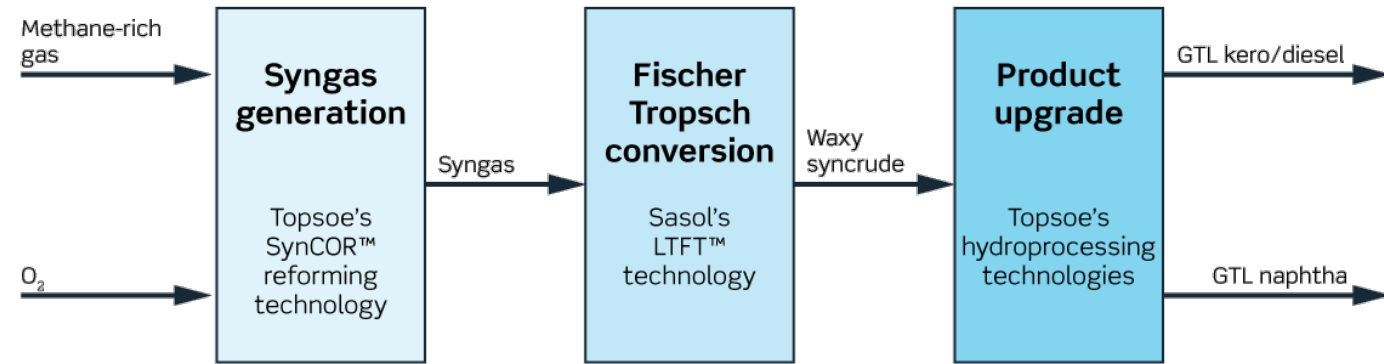 Methane-rich
gas
O₂
Syngas
generation
Topsoe's
SynCOR™
reforming
technology
Syngas
Fischer
Tropsch
conversion
Sasol's
LTFT™
technology
Waxy
syncrude
Product
upgrade
Topsoe's
hydroprocessing
technologies
GTL kero/diesel
GTL naphtha